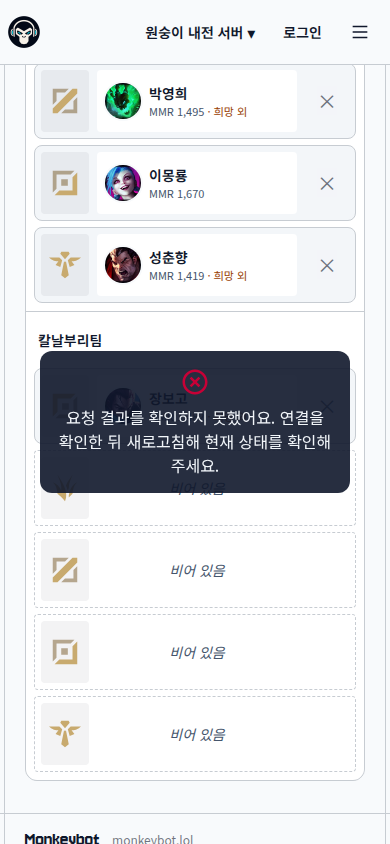 원숭이 내전 서버 ▾ 로그인
박영희
MMR 1,495 · 희망 외
이몽룡
MMR 1,670
성춘향
MMR 1,419 · 희망 외
칼날부리팀
장보고
요청 결과를 확인하지 못했어요. 연결을
확인한 뒤 새로고침해 현재 상태를 확인해
주세요.
비어 있음
비어 있음
비어 있음
비어 있음
Monkeybot monkeybot.lol